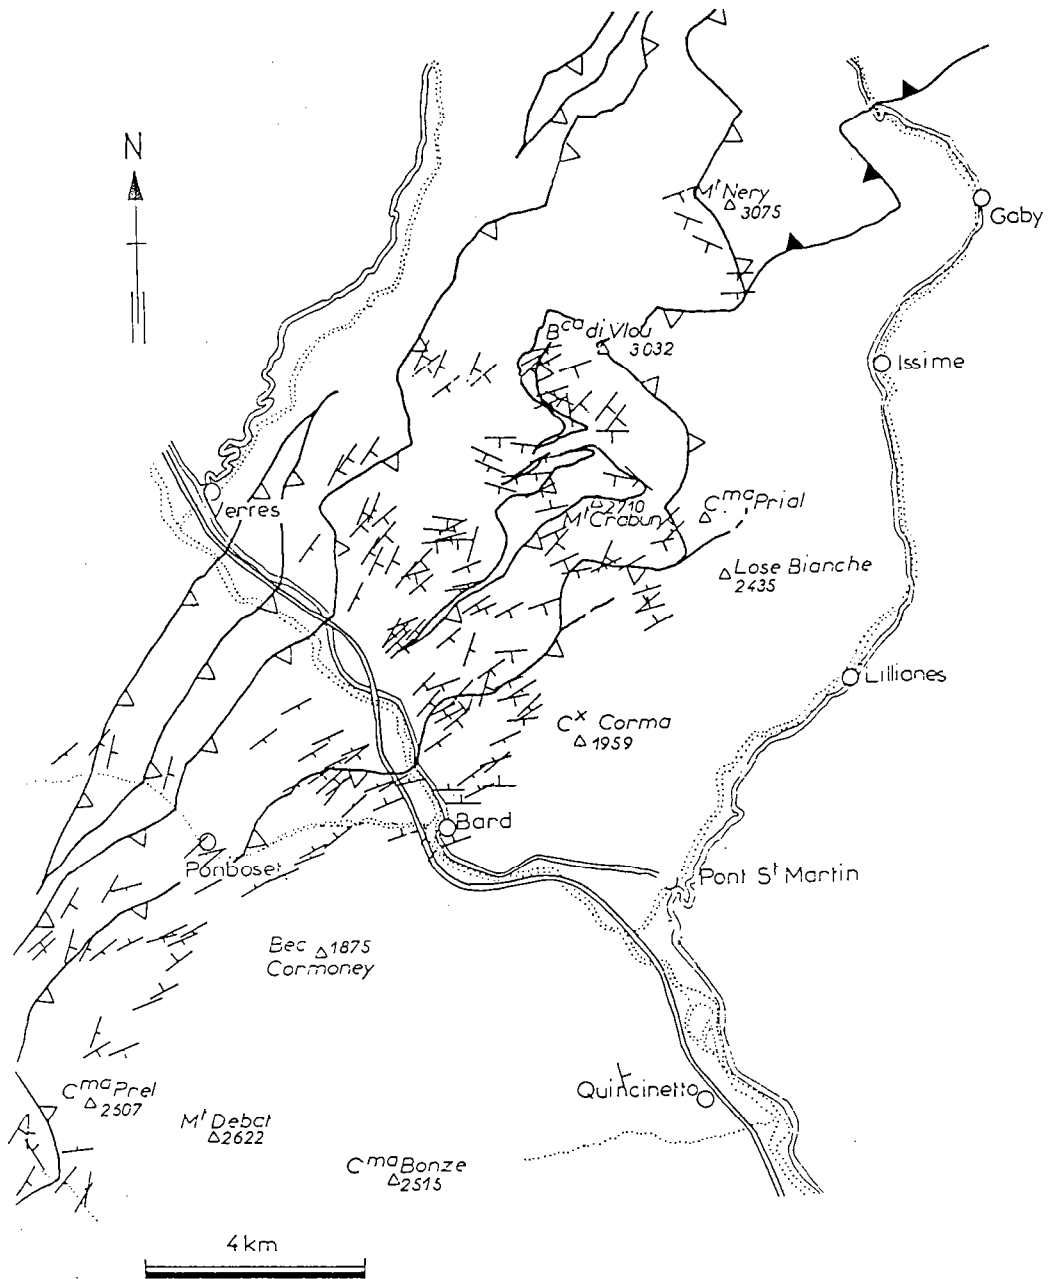 N
Mt Nery
3075
Gaby
Bca di Vlou
3032
Issime
Verres
2710
Mt Crabun
Cma Prial
Lose Bianche
2435
Lillianes
Cx Corma
1959
Bard
Ponboset
Pont St Martin
Bec 1875
Cormoney
Cma Prel
2507
Mt Debat
2622
Quincinetto
Cma Bonze
2515
4 km